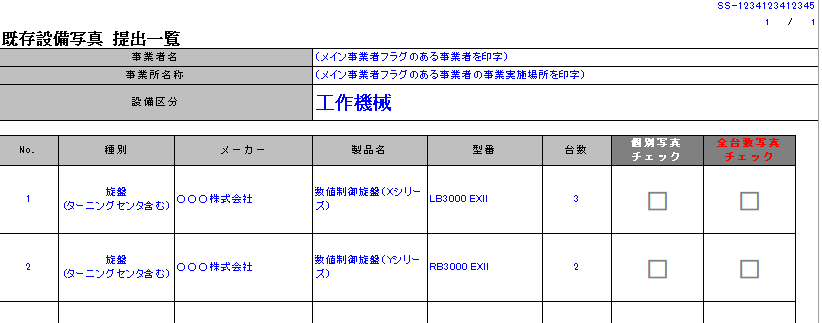 SS-1234123412345
1 / 1
既存設備写真 提出一覧
事業者名 (メイン事業者フラグのある事業者を印字)
事業所名称 (メイン事業者フラグのある事業者の事業実施場所を印字)
設備区分 工作機械
No. 種別 メーカー 製品名 型番 台数 個別写真 全台数写真
チェック チェック
1 旋盤 〇〇〇株式会社 数値制御旋盤(Xシリー LB3000 EXII 3 □ □
(ターニングセンタ含む) ズ)
2 旋盤 〇〇〇株式会社 数値制御旋盤(Yシリー RB3000 EXII 2 □ □
(ターニングセンタ含む) ズ)